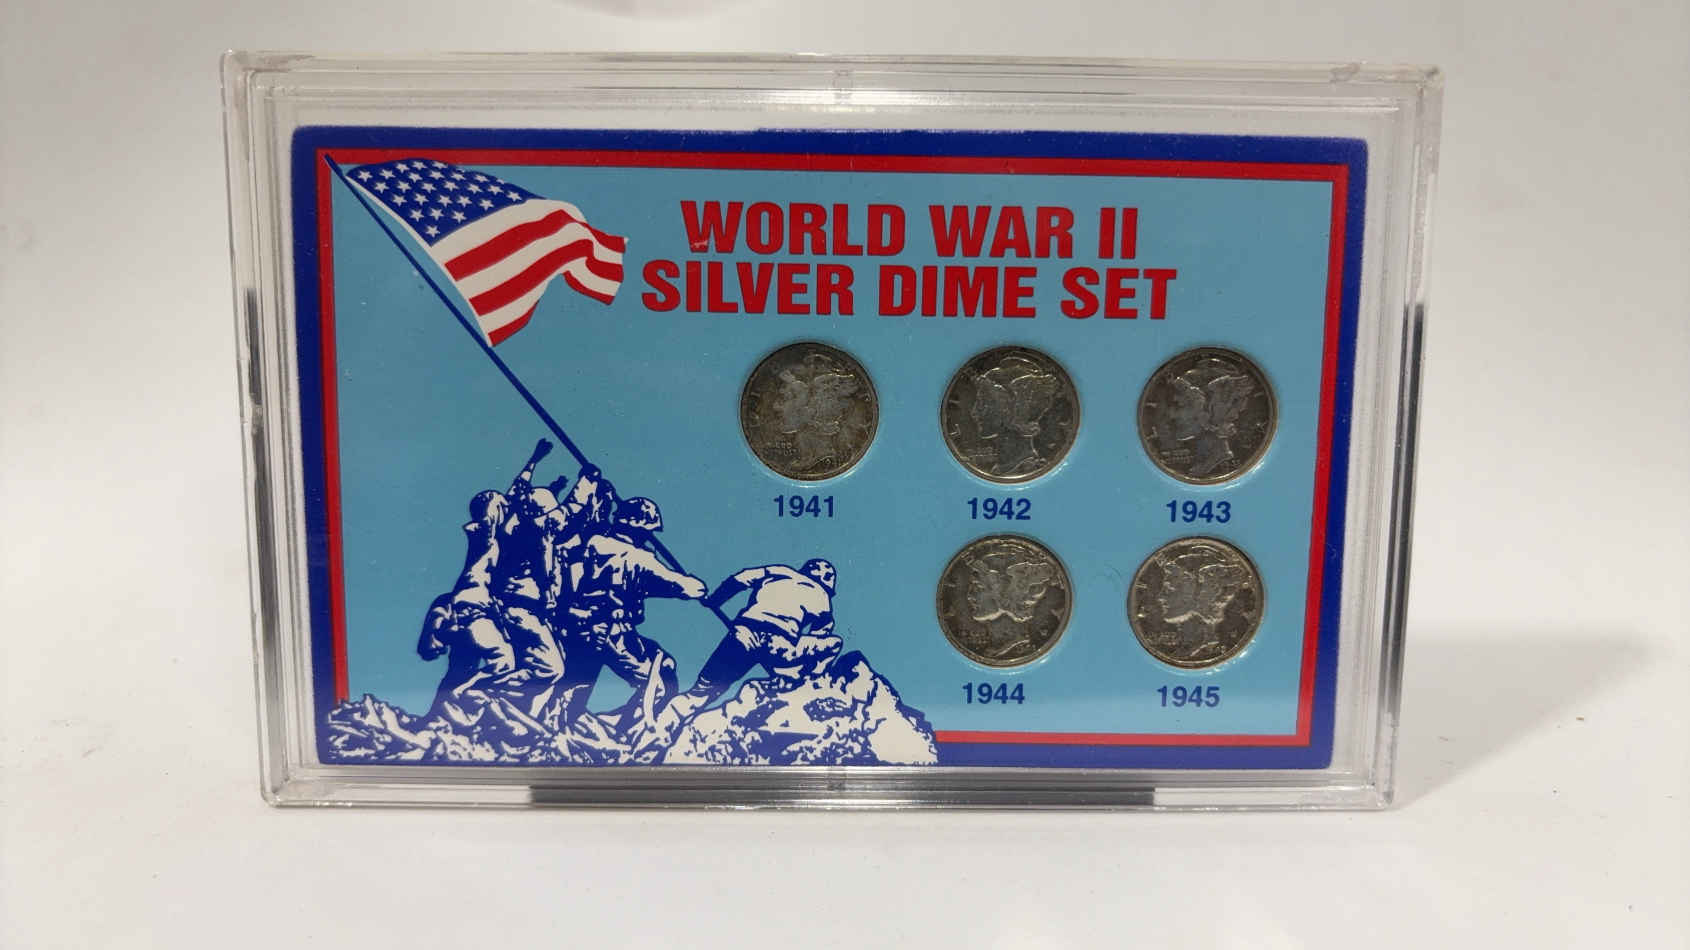 WORLD WAR II
SILVER DIME SET
1941
1942
1943
1944
1945